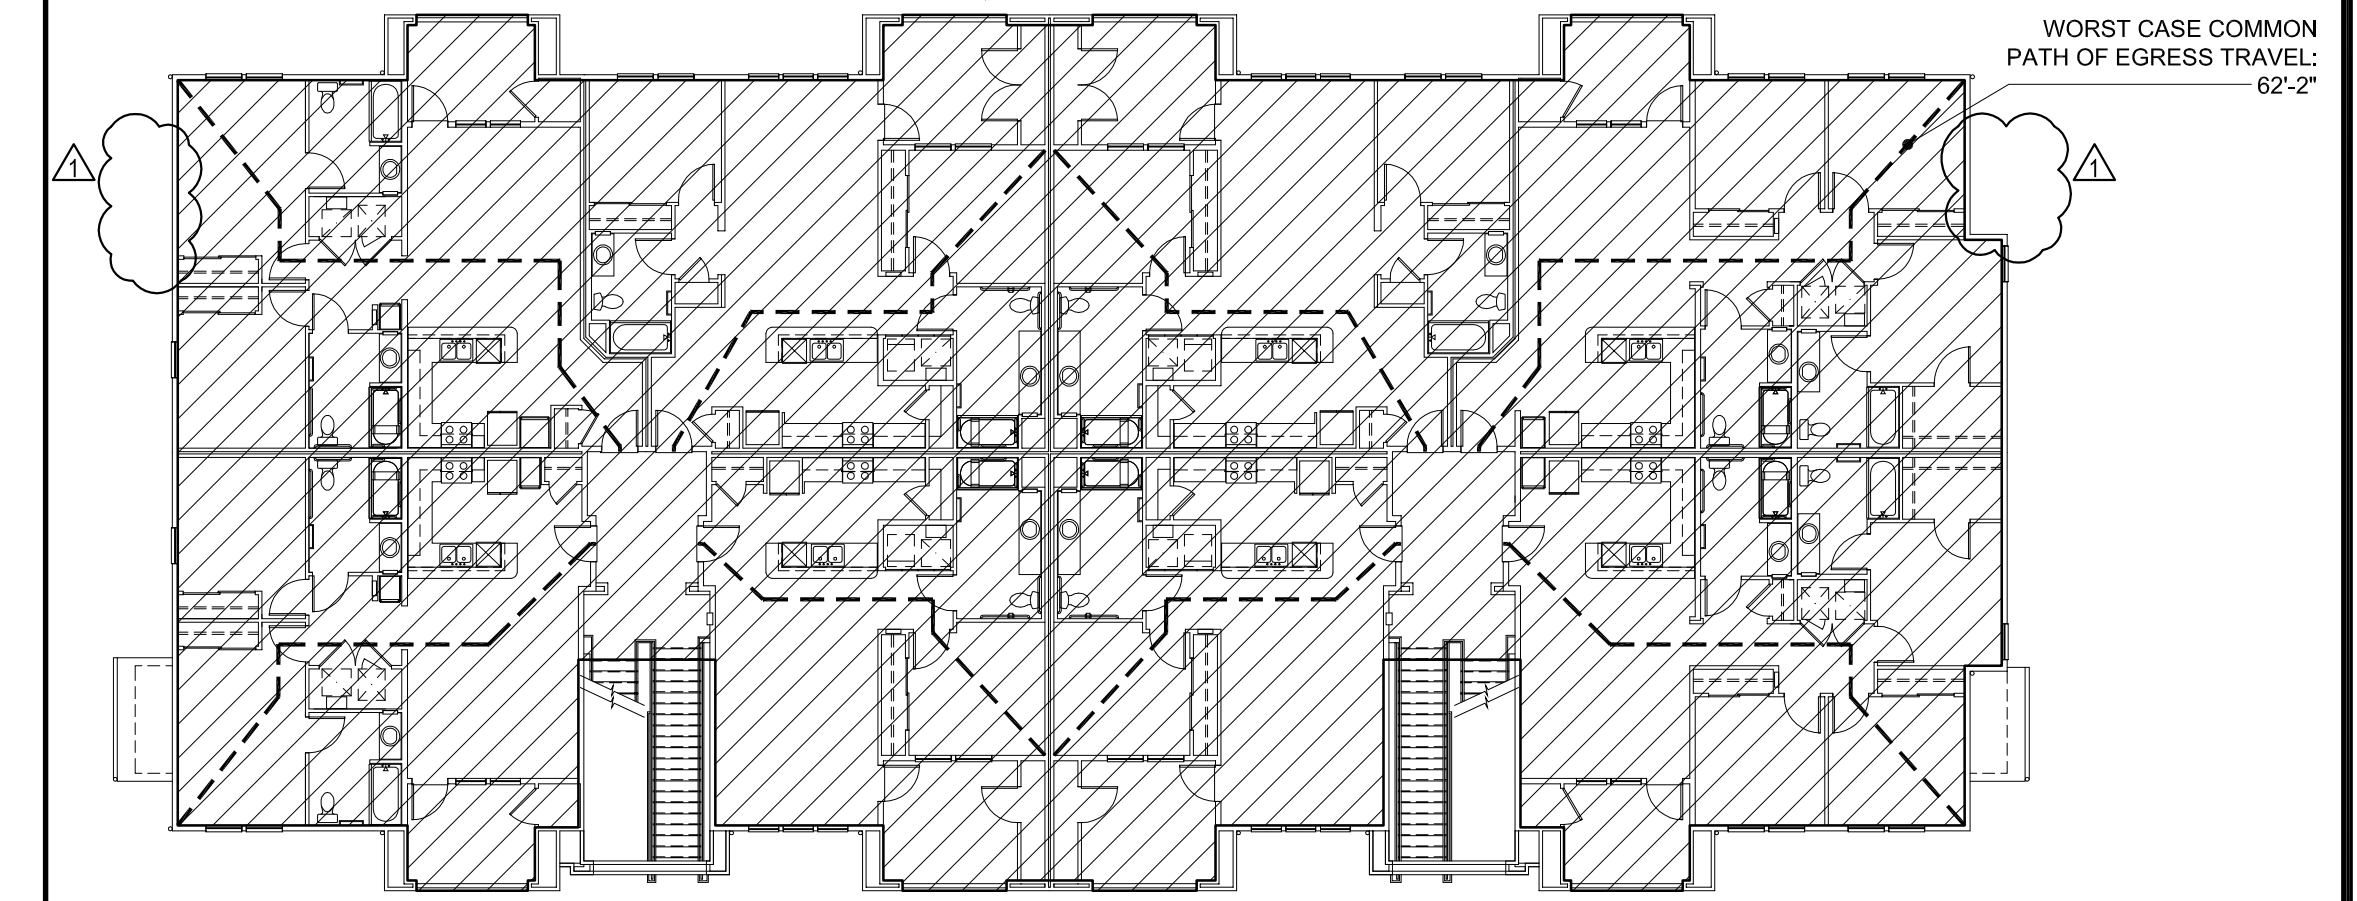 WORST CASE COMMON
PATH OF EGRESS TRAVEL:
62'-2"
1
1